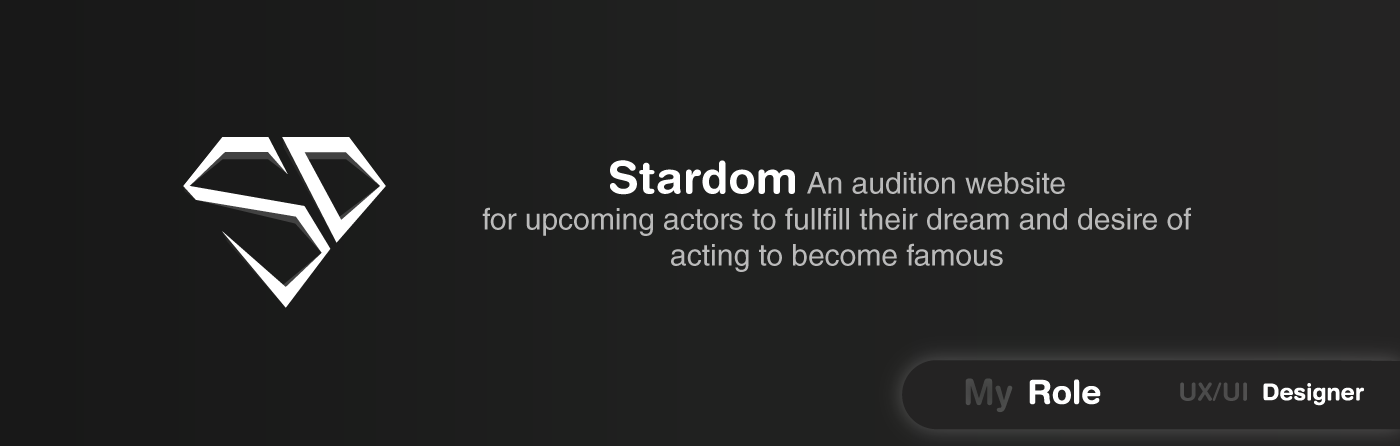 Stardom An audition website
for upcoming actors to fullfill their dream and desire of
acting to become famous
My Role UX/UI Designer